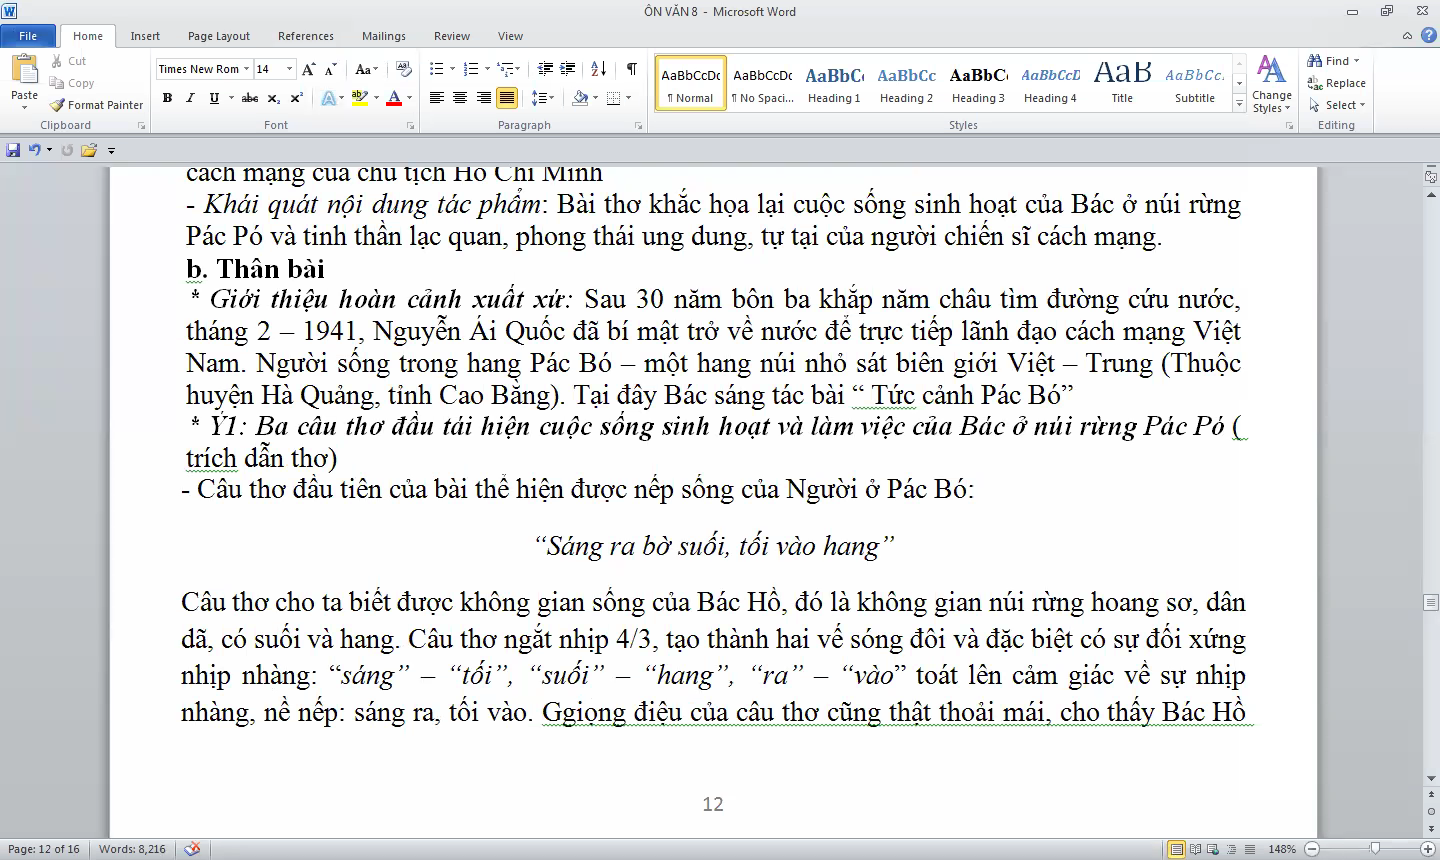 ÔN VĂN 8 - Microsoft Word
File Home Insert Page Layout References Mailings Review View
Paste
Cut
Copy
Format Painter
Clipboard
Times New Rom 14
Font
Paragraph
AaBbCcDc AaBbCcDc AaBbC AaBbCc AaBbCcl AaBbCcD AaB AaBbCc.
¶ Normal ¶ No Spaci... Heading 1 Heading 2 Heading 3 Heading 4 Title Subtitle
Styles
Change Styles
Find
Replace
Select
Editing
cách mạng của chủ tịch Hồ Chí Minh
- Khái quát nội dung tác phẩm: Bài thơ khắc họa lại cuộc sống sinh hoạt của Bác ở núi rừng
Pác Pó và tinh thần lạc quan, phong thái ung dung, tự tại của người chiến sĩ cách mạng.
b. Thân bài
* Giới thiệu hoàn cảnh xuất xứ: Sau 30 năm bôn ba khắp năm châu tìm đường cứu nước,
tháng 2 – 1941, Nguyễn Ái Quốc đã bí mật trở về nước để trực tiếp lãnh đạo cách mạng Việt
Nam. Người sống trong hang Pác Bó – một hang núi nhỏ sát biên giới Việt – Trung (Thuộc
huyện Hà Quảng, tỉnh Cao Bằng). Tại đây Bác sáng tác bài “ Tức cảnh Pác Bó”
* Ý1: Ba câu thơ đầu tái hiện cuộc sống sinh hoạt và làm việc của Bác ở núi rừng Pác Pó (
trích dẫn thơ)
- Câu thơ đầu tiên của bài thể hiện được nếp sống của Người ở Pác Bó:
“Sáng ra bờ suối, tối vào hang”
Câu thơ cho ta biết được không gian sống của Bác Hồ, đó là không gian núi rừng hoang sơ, dân
dã, có suối và hang. Câu thơ ngắt nhịp 4/3, tạo thành hai vế sóng đôi và đặc biệt có sự đối xứng
nhịp nhàng: “sáng” – “tối”, “suối” – “hang”, “ra” – “vào” toát lên cảm giác về sự nhịp
nhàng, nề nếp: sáng ra, tối vào. Ggiọng điệu của câu thơ cũng thật thoải mái, cho thấy Bác Hồ
12
Page: 12 of 16 Words: 8,216 148%